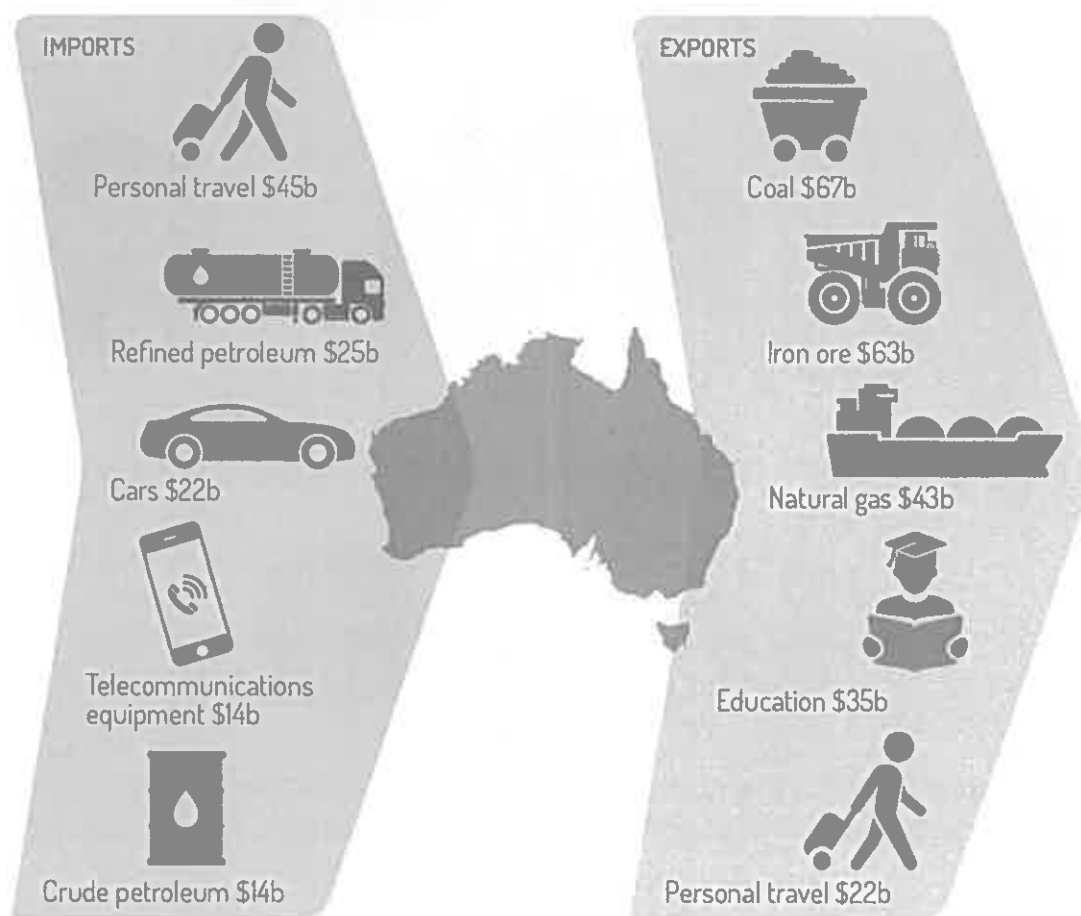 IMPORTS
Personal travel $45b
Refined petroleum $25b
Cars $22b
Telecommunications
equipment $14b
Crude petroleum $14b
EXPORTS
Coal $67b
Iron ore $63b
Natural gas $43b
Education $35b
Personal travel $22b